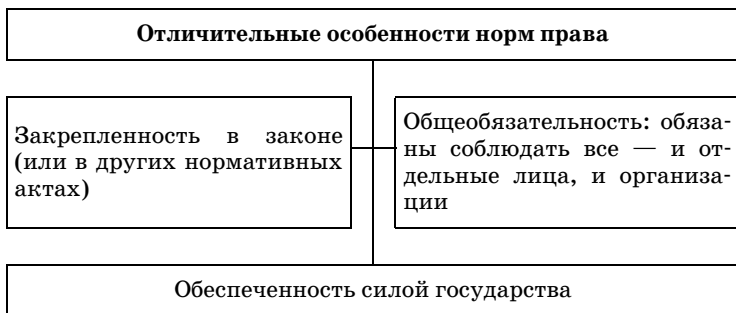 Отличительные особенности норм права
Закрепленность в законе
(или в других нормативных
актах)
Общеобязательность: обяза-
ны соблюдать все — и от-
дельные лица, и организа-
ции
Обеспеченность силой государства